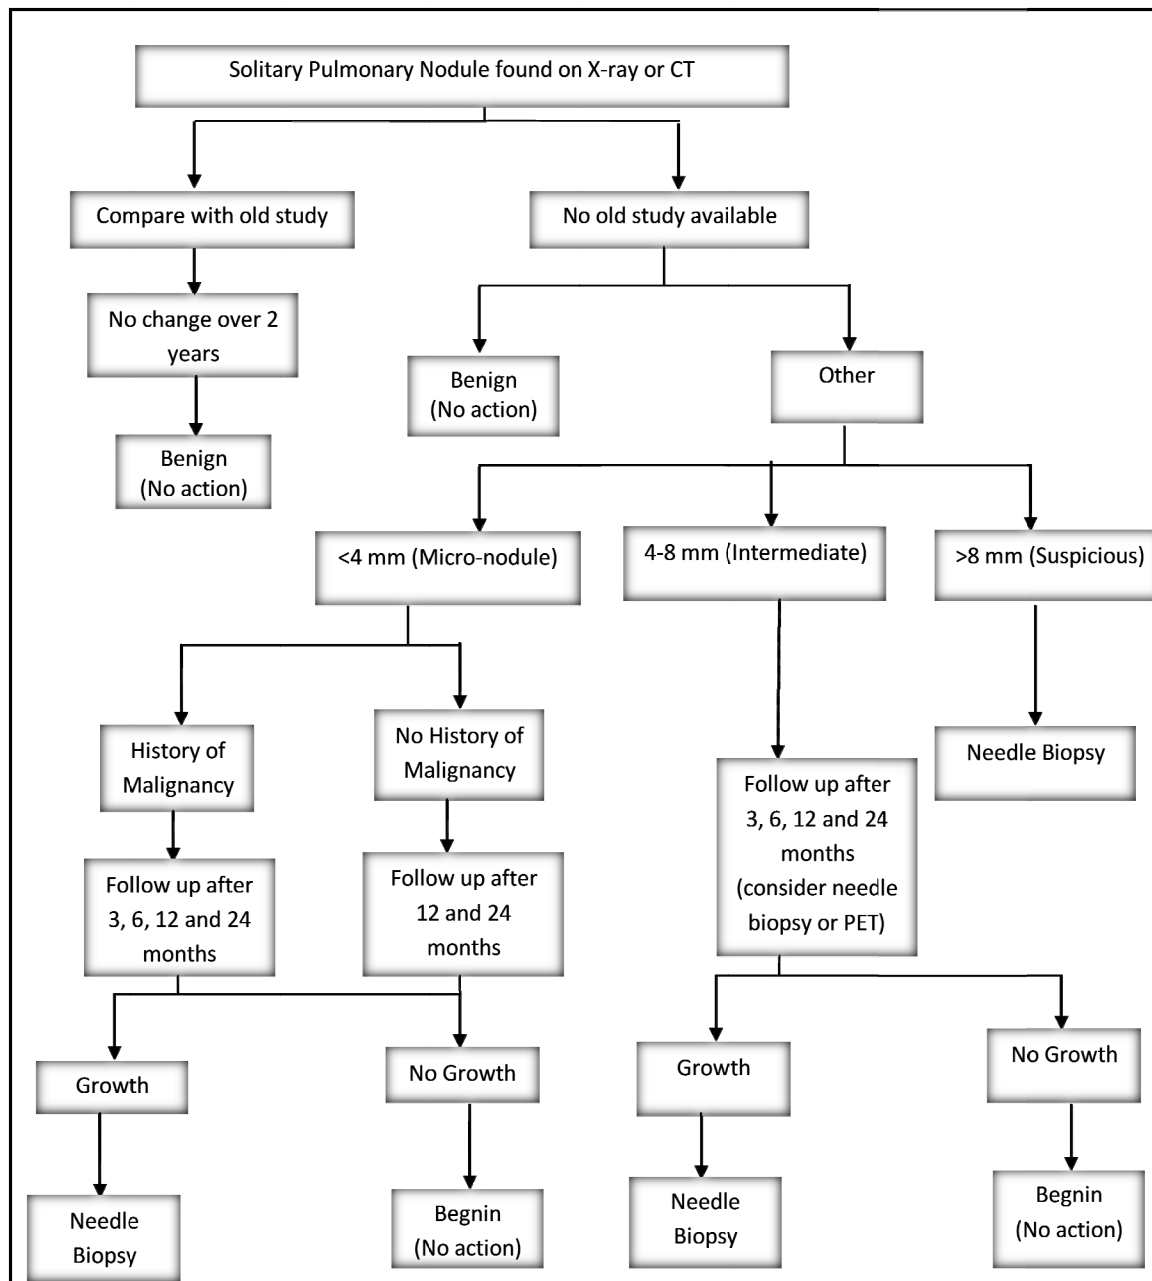 Solitary Pulmonary Nodule found on X-ray or CT
Compare with old study
No old study available
No change over 2
years
Benign
(No action)
Benign
(No action)
Other
<4 mm (Micro-nodule)
4-8 mm (Intermediate)
>8 mm (Suspicious)
History of
Malignancy
No History of
Malignancy
Needle Biopsy
Follow up after
3, 6, 12 and 24
months
Follow up after
12 and 24
months
Follow up after
3, 6, 12 and 24
months
(consider needle
biopsy or PET)
Growth
No Growth
Growth
No Growth
Needle
Biopsy
Begnin
(No action)
Needle
Biopsy
Begnin
(No action)